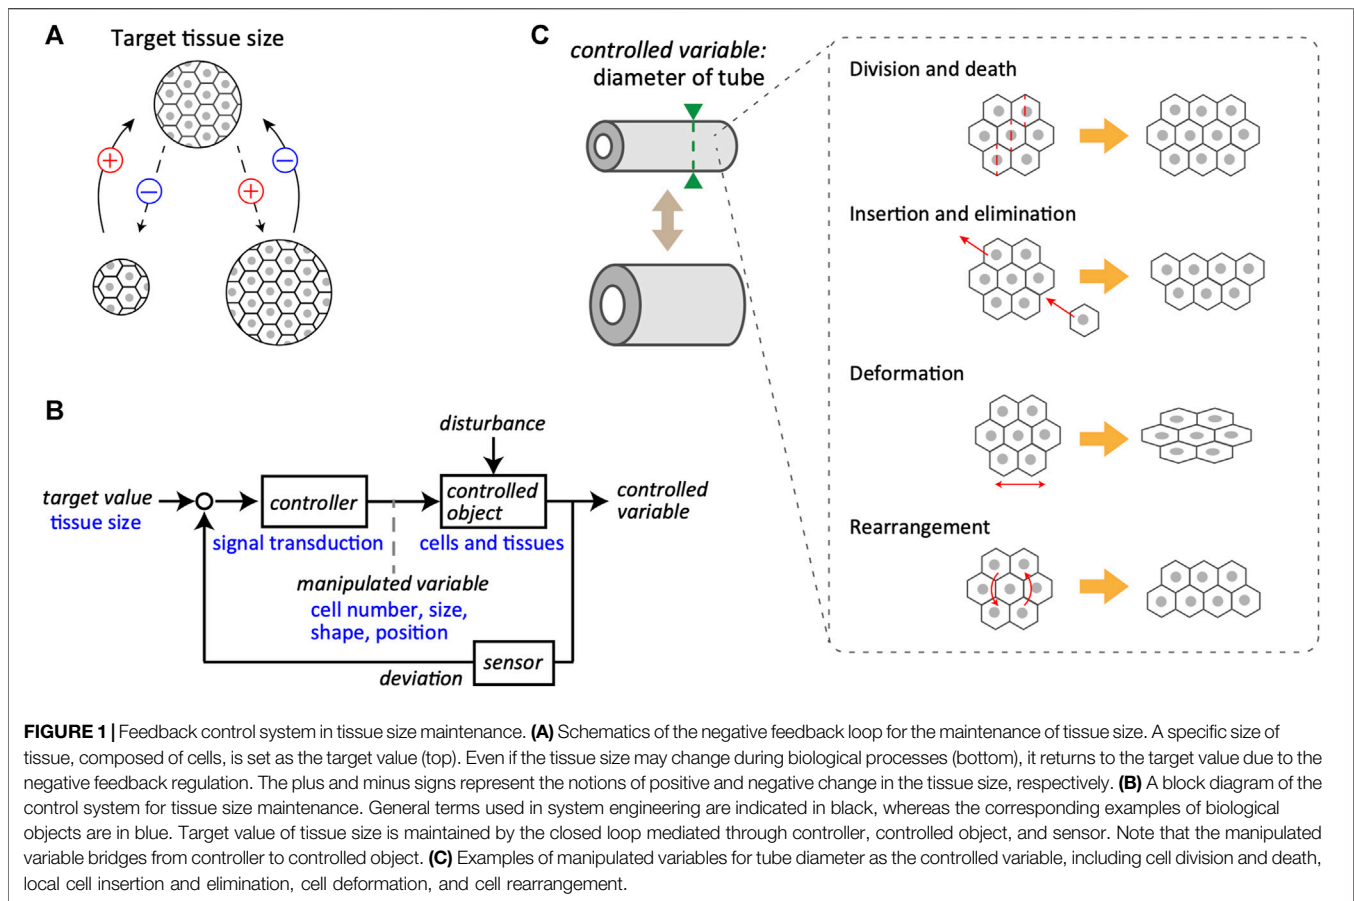 A
Target tissue size
+
−
+
−
B
disturbance
target value
tissue size
controller
signal transduction
controlled
object
cells and tissues
controlled
variable
manipulated variable
cell number, size,
shape, position
sensor
deviation
C
controlled variable:
diameter of tube
Division and death
Insertion and elimination
Deformation
Rearrangement
FIGURE 1 | Feedback control system in tissue size maintenance. (A) Schematics of the negative feedback loop for the maintenance of tissue size. A specific size of
tissue, composed of cells, is set as the target value (top). Even if the tissue size may change during biological processes (bottom), it returns to the target value due to the
negative feedback regulation. The plus and minus signs represent the notions of positive and negative change in the tissue size, respectively. (B) A block diagram of the
control system for tissue size maintenance. General terms used in system engineering are indicated in black, whereas the corresponding examples of biological
objects are in blue. Target value of tissue size is maintained by the closed loop mediated through controller, controlled object, and sensor. Note that the manipulated
variable bridges from controller to controlled object. (C) Examples of manipulated variables for tube diameter as the controlled variable, including cell division and death,
local cell insertion and elimination, cell deformation, and cell rearrangement.